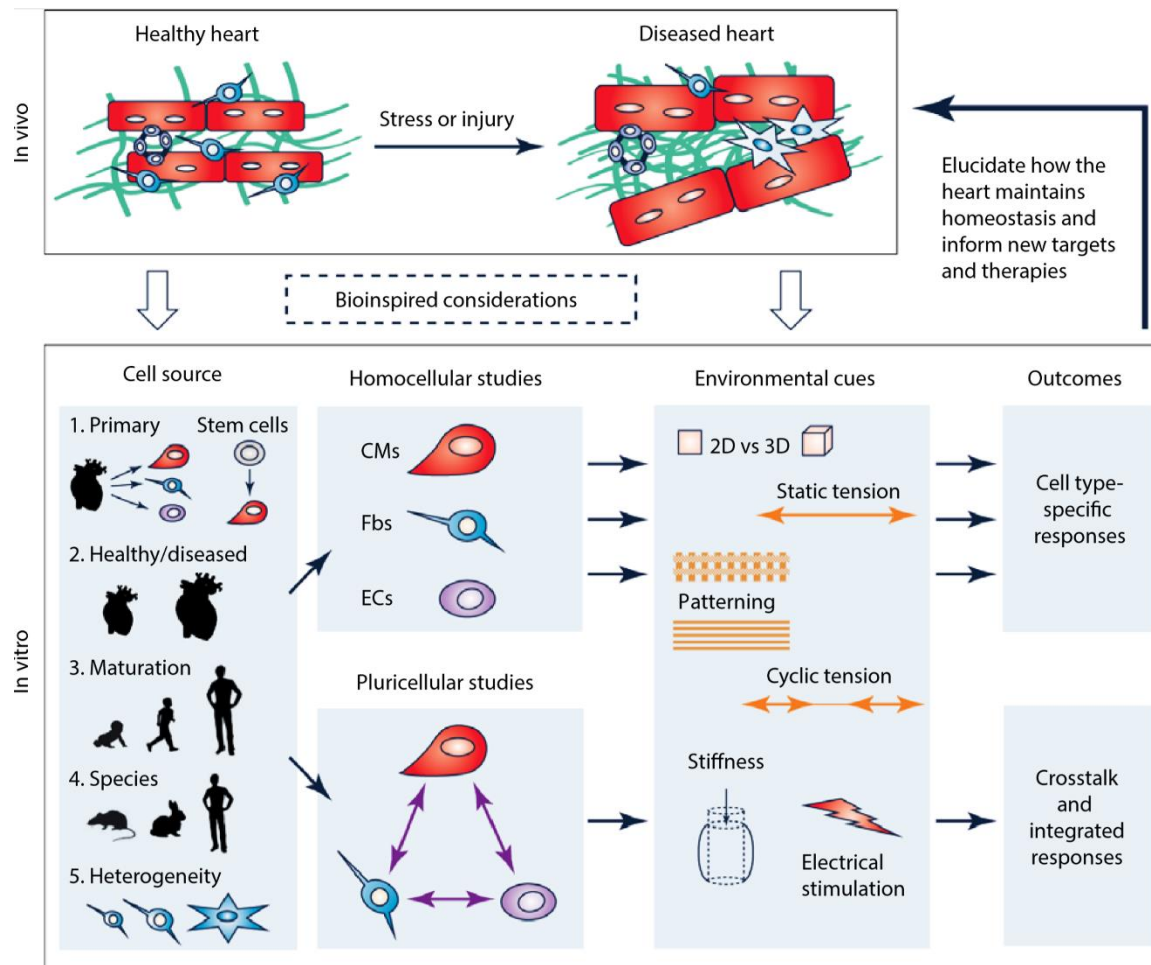 In vivo
Healthy heart
Stress or injury
Diseased heart
Elucidate how the
heart maintains
homeostasis and
inform new targets
and therapies
Bioinspired considerations
In vitro
Cell source
1. Primary
Stem cells
2. Healthy/diseased
3. Maturation
4. Species
5. Heterogeneity
Homocellular studies
CMs
Fbs
ECs
Pluricellular studies
Environmental cues
2D vs 3D
Static tension
Patterning
Cyclic tension
Stiffness
Electrical
stimulation
Outcomes
Cell type-
specific
responses
Crosstalk
and
integrated
responses